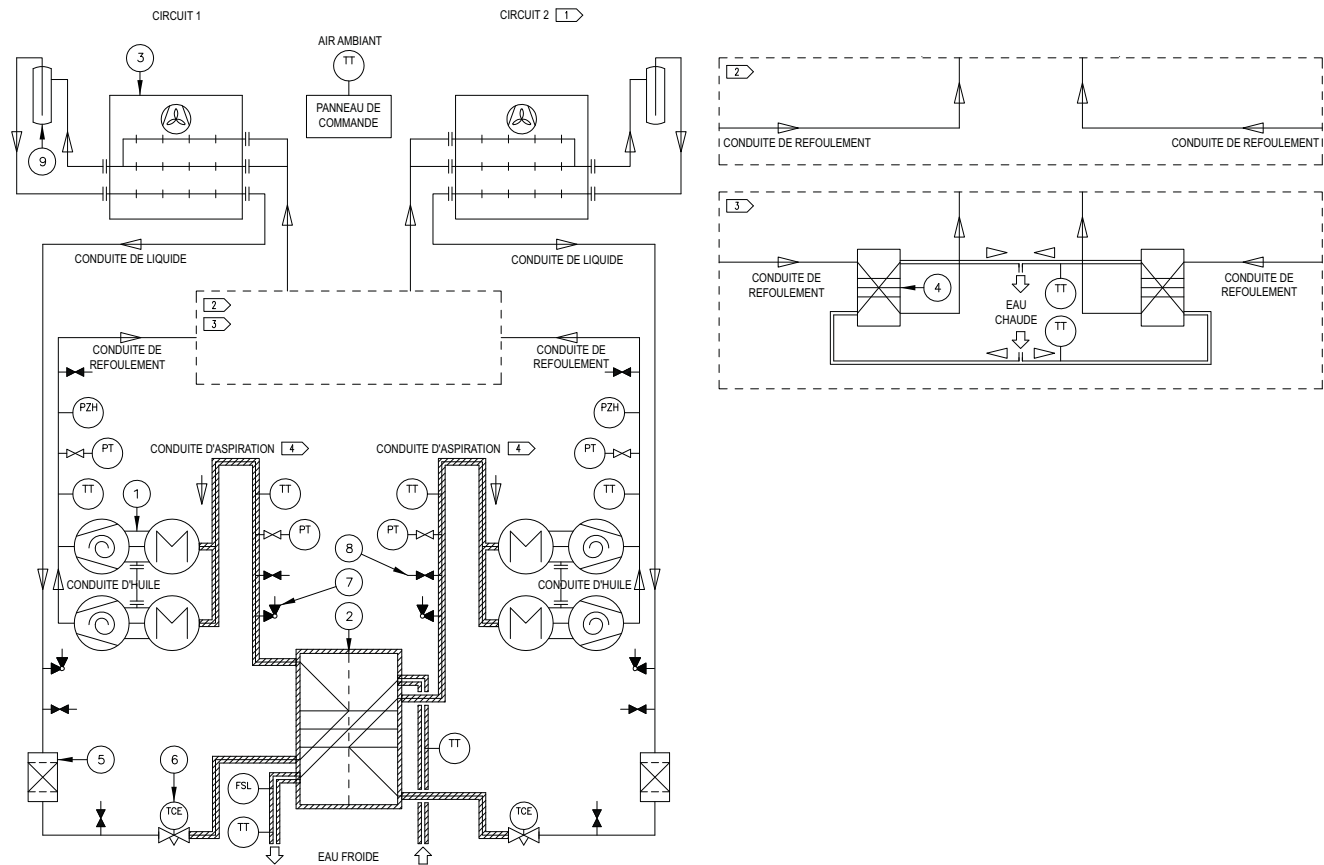 CIRCUIT 1
CIRCUIT 2 1
AIR AMBIANT
TT
PANNEAU DE
COMMANDE
3
9
CONDUITE DE LIQUIDE
CONDUITE DE LIQUIDE
2
3
CONDUITE DE
REFOULEMENT
CONDUITE DE
REFOULEMENT
PZH
PZH
CONDUITE D'ASPIRATION 4
CONDUITE D'ASPIRATION 4
PT
PT
TT
1
TT
TT
TT
PT
PT
8
CONDUITE D'HUILE
CONDUITE D'HUILE
7
2
5
6
TT
TCE
FSL
TCE
TT
EAU FROIDE
2
CONDUITE DE REFOULEMENT
CONDUITE DE REFOULEMENT
3
CONDUITE DE
REFOULEMENT
4
EAU
CHAUDE
TT
TT
CONDUITE DE
REFOULEMENT